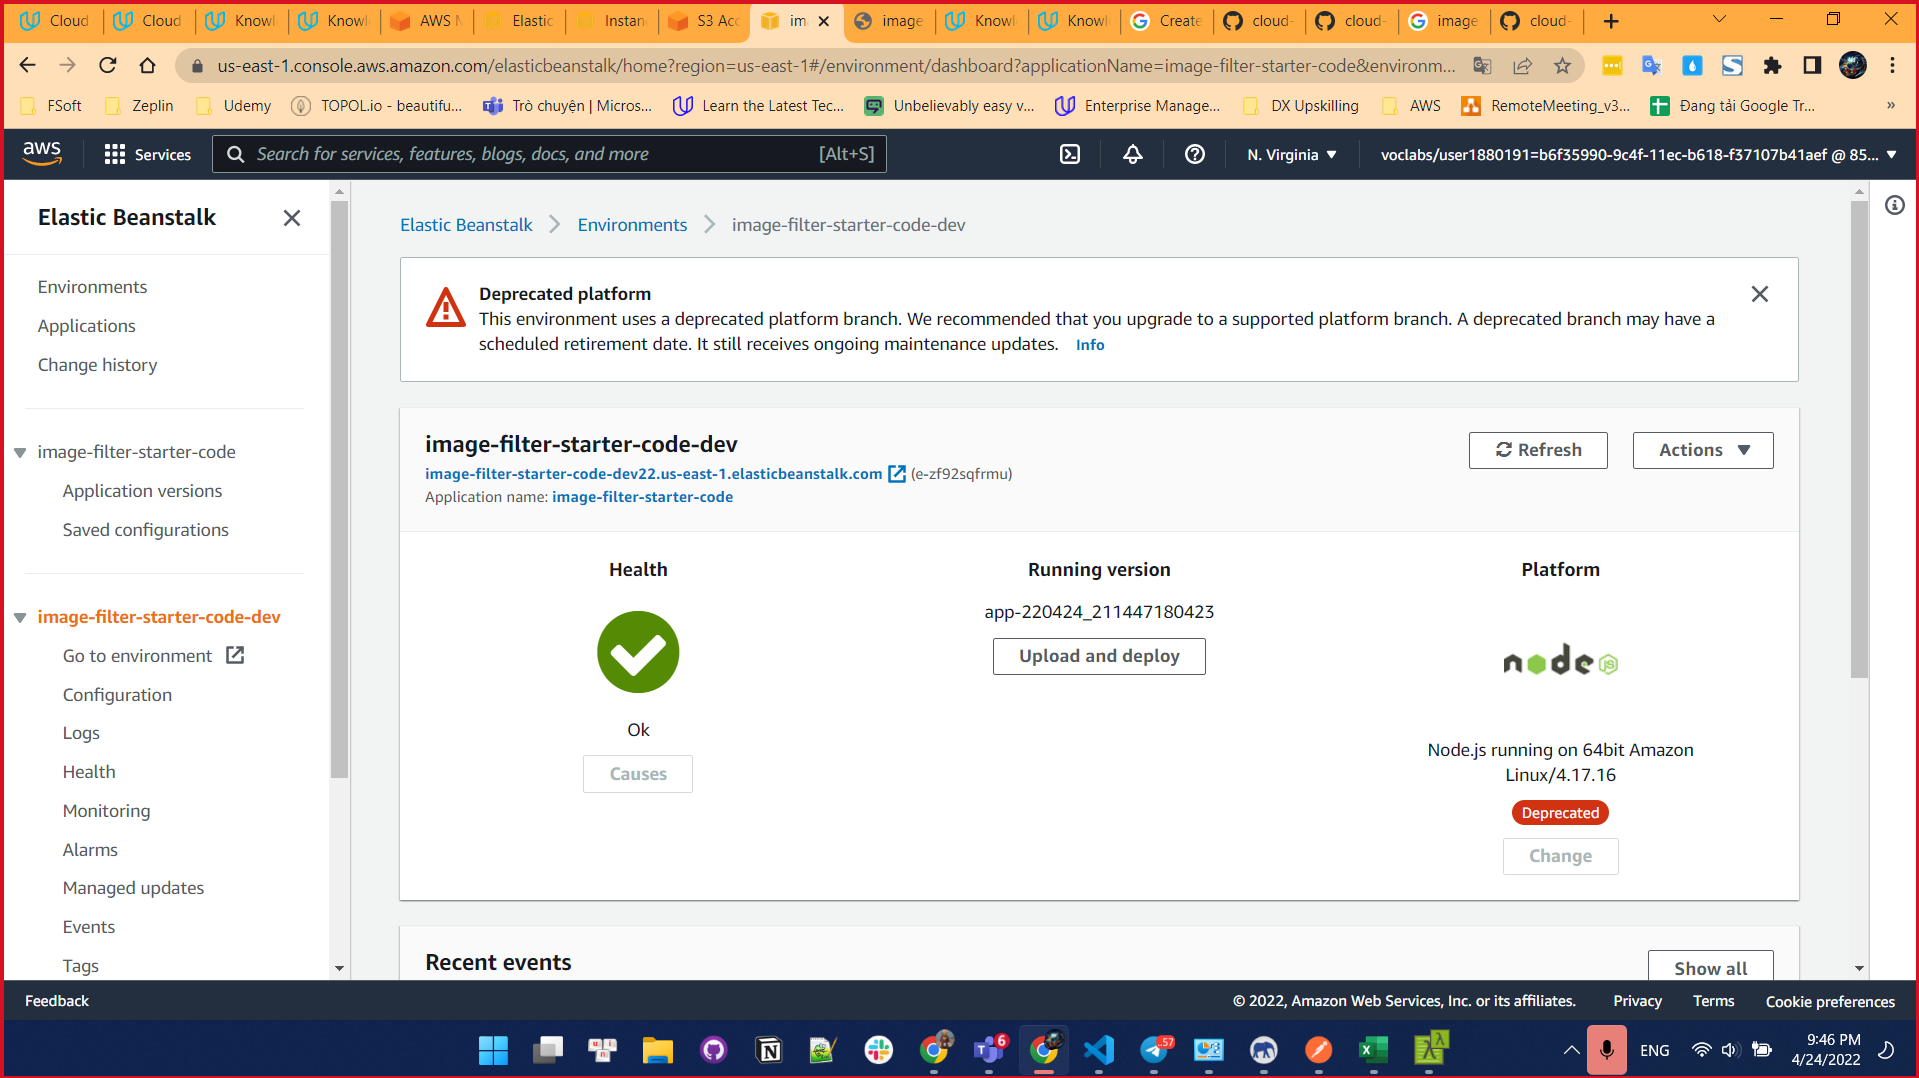 Cloud
Cloud
Knowl
Knowl
AWS M
Elastic
Instan
S3 Acc
im
image
Knowl
Knowl
Create
cloud-
cloud-
image
cloud-
us-east-1.console.aws.amazon.com/elasticbeanstalk/home?region=us-east-1#/environment/dashboard?applicationName=image-filter-starter-code&environm...
FSoft
Zeplin
Udemy
TOPOL.io - beautifu...
Trò chuyện | Micros...
Learn the Latest Tec...
Unbelievably easy v...
Enterprise Manage...
DX Upskilling
AWS
RemoteMeeting_v3...
Đang tải Google Tr...
»
aws
Services
Search for services, features, blogs, docs, and more
[Alt+S]
N. Virginia
voclabs/user1880191=b6f35990-9c4f-11ec-b618-f37107b41aef @ 85...
Elastic Beanstalk
Environments
Applications
Change history
image-filter-starter-code
Application versions
Saved configurations
image-filter-starter-code-dev
Go to environment
Configuration
Logs
Health
Monitoring
Alarms
Managed updates
Events
Tags
Elastic Beanstalk
Environments
image-filter-starter-code-dev
Deprecated platform
This environment uses a deprecated platform branch. We recommended that you upgrade to a supported platform branch. A deprecated branch may have a
scheduled retirement date. It still receives ongoing maintenance updates. Info
image-filter-starter-code-dev
image-filter-starter-code-dev22.us-east-1.elasticbeanstalk.com (e-zf92sqfrmu)
Application name: image-filter-starter-code
Refresh
Actions
Health
Ok
Causes
Running version
app-220424_211447180423
Upload and deploy
Platform
node JS
Node.js running on 64bit Amazon
Linux/4.17.16
Deprecated
Change
Recent events
Show all
Feedback
© 2022, Amazon Web Services, Inc. or its affiliates.
Privacy
Terms
Cookie preferences
6
57
ENG
9:46 PM
4/24/2022